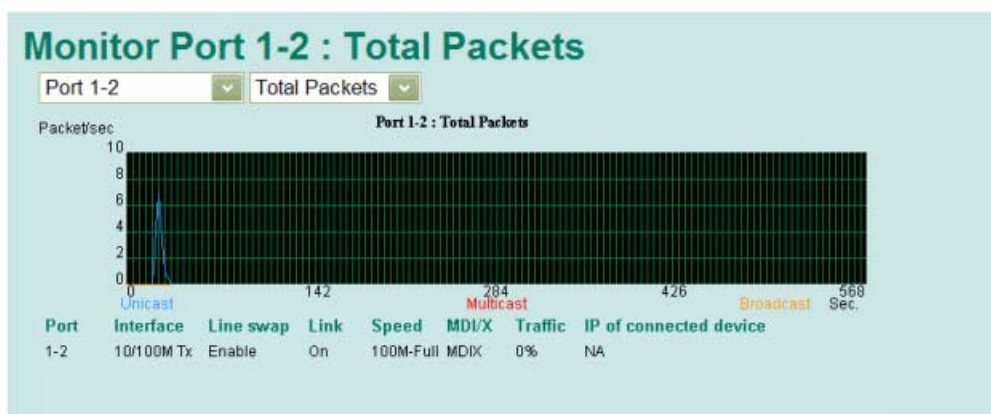 Monitor Port 1-2 : Total Packets
Port 1-2 Total Packets
Packet/sec Port 1-2 : Total Packets
10
8
6
4
2
0
0 142 284 426 568
Unicast Multicast Broadcast Sec.
Port Interface Line swap Link Speed MDI/X Traffic IP of connected device
1-2 10/100M Tx Enable On 100M-Full MDIX 0% NA